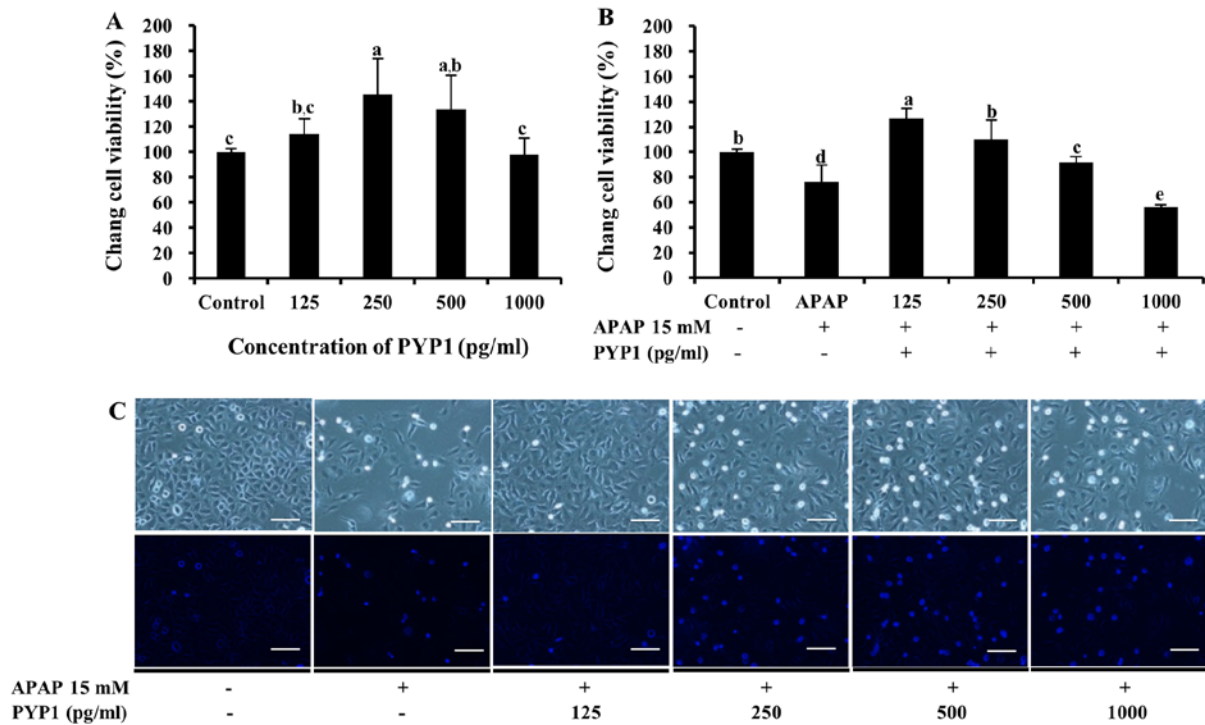 A
Chang cell viability (%)
200
180
160
140
120
100
80
60
40
20
0
c
b,c
a
a,b
c
Control 125 250 500 1000
Concentration of PYP1 (pg/ml)
B
Chang cell viability (%)
200
180
160
140
120
100
80
60
40
20
0
b
d
a
b
c
e
Control APAP 125 250 500 1000
APAP 15 mM - + + + + +
PYP1 (pg/ml) - - + + + +
C
APAP 15 mM - + + + + +
PYP1 (pg/ml) - - 125 250 500 1000